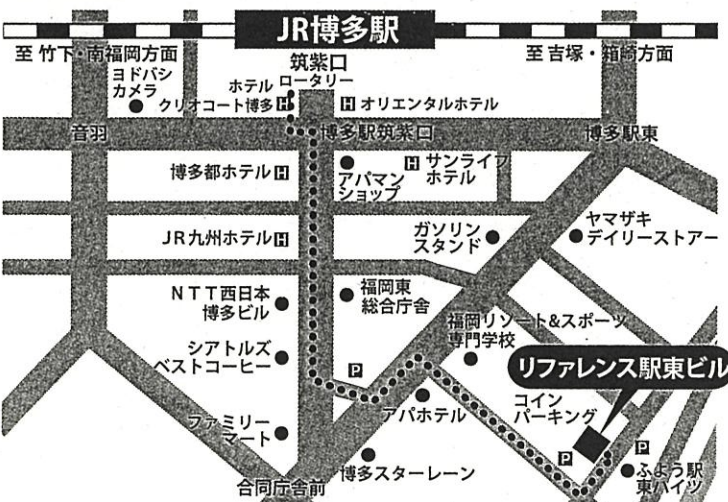 JR博多駅
至 竹下・南福岡方面
筑紫口
至 吉塚・箱崎方面
ヨドバシ
カメラ
ホテル
クリオコート博多
H
ロータリー
H
オリエンタルホテル
音羽
博多駅筑紫口
博多駅東
博多都ホテル
H
アパマン
ショップ
H
サンライフ
ホテル
JR九州ホテル
H
ガソリン
スタンド
ヤマザキ
デイリーストアー
NTT西日本
博多ビル
福岡東
総合庁舎
福岡リゾート&スポーツ
専門学校
シアトルズ
ベストコーヒー
P
リファレンス駅東ビル
アパホテル
コイン
パーキング
ファミリー
マート
P
P
合同庁舎前
博多スターレーン
ふよう駅
東ハイツ